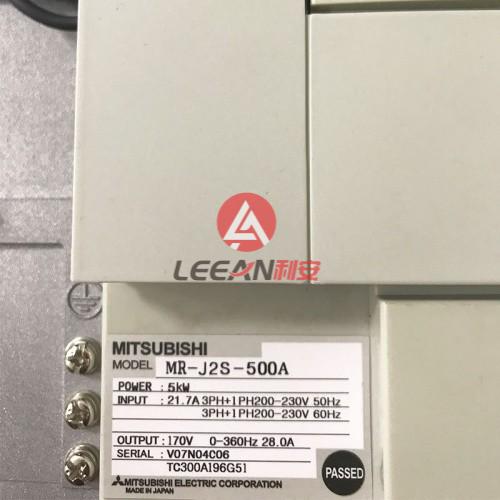 LEEAN利安
MITSUBISHI
MODEL MR-J2S-500A
POWER : 5kW
INPUT : 21.7A 3PH+1PH200-230V 50Hz
3PH+1PH200-230V 60Hz
OUTPUT : 170V 0-360Hz 28.0A
SERIAL : V07N04C06
TC300A196G51
PASSED
MITSUBISHI ELECTRIC CORPORATION
MADE IN JAPAN